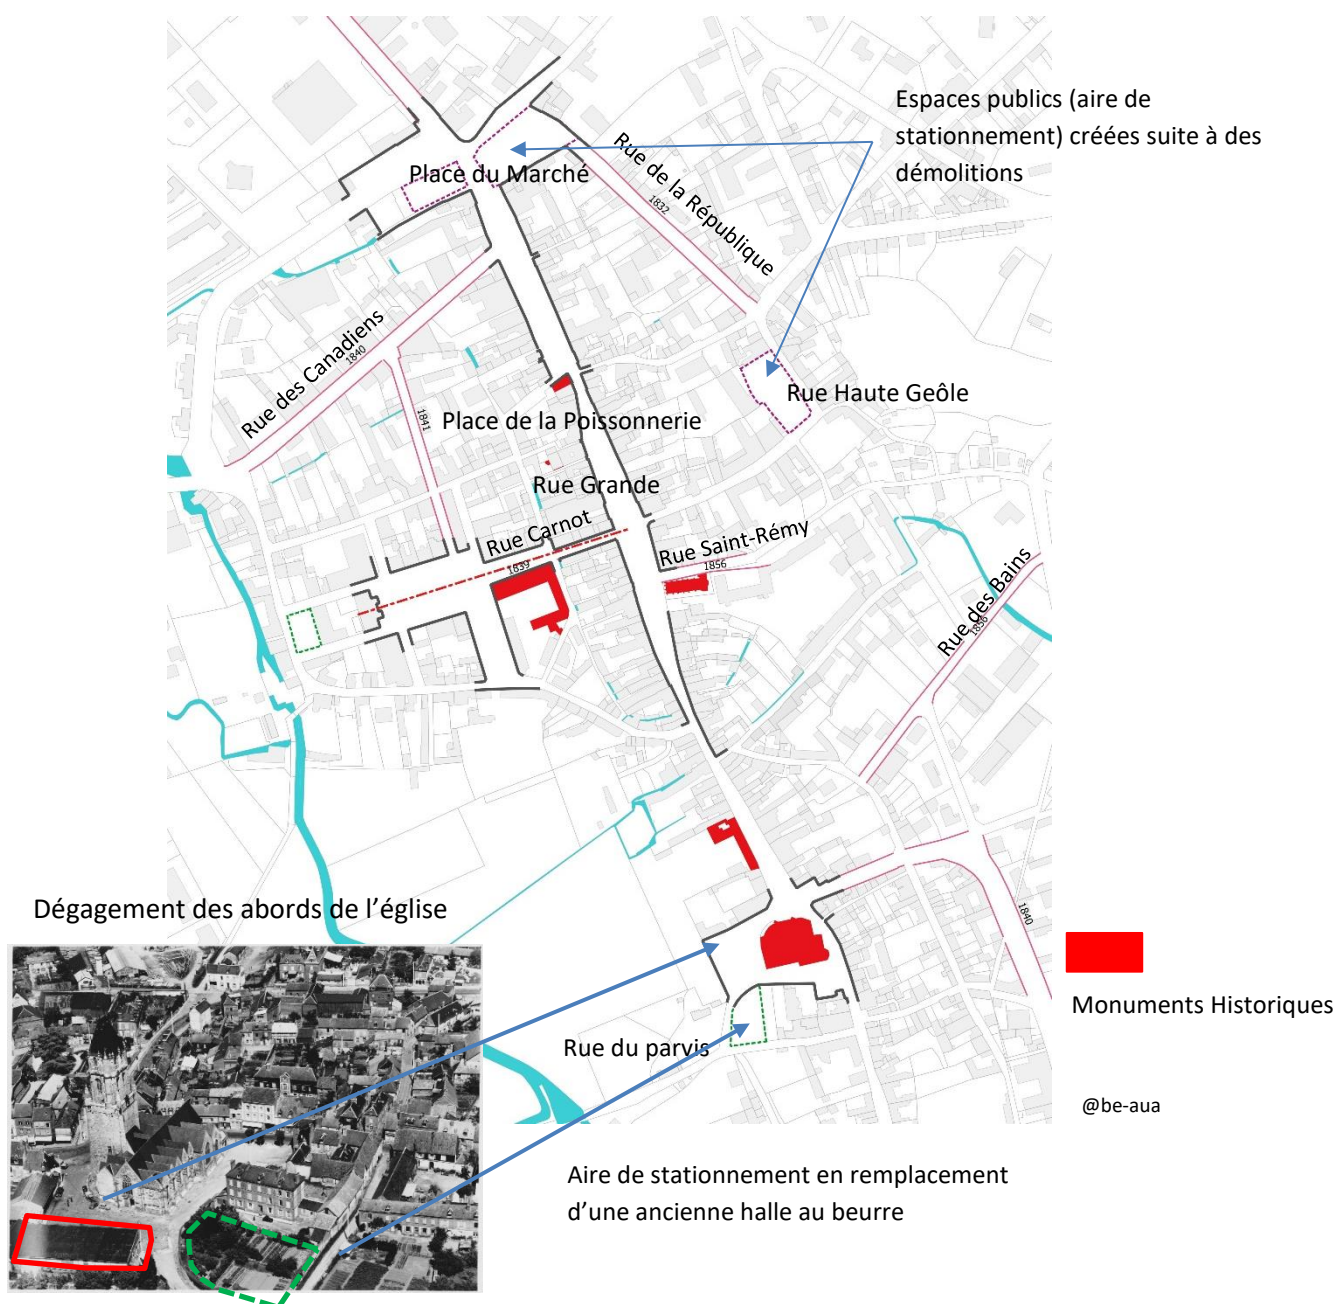 Espaces publics (aire de
stationnement) créées suite à des
démolitions
Place du Marché
Rue de la République
1832
Rue des Canadiens
1840
Rue Haute Geôle
1841
Place de la Poissonnerie
Rue Grande
Rue Carnot
1839
Rue Saint-Rémy
1856
Rue des Bains
1856
Dégagement des abords de l’église
1840
Monuments Historiques
Rue du parvis
@be-aua
Aire de stationnement en remplacement
d’une ancienne halle au beurre